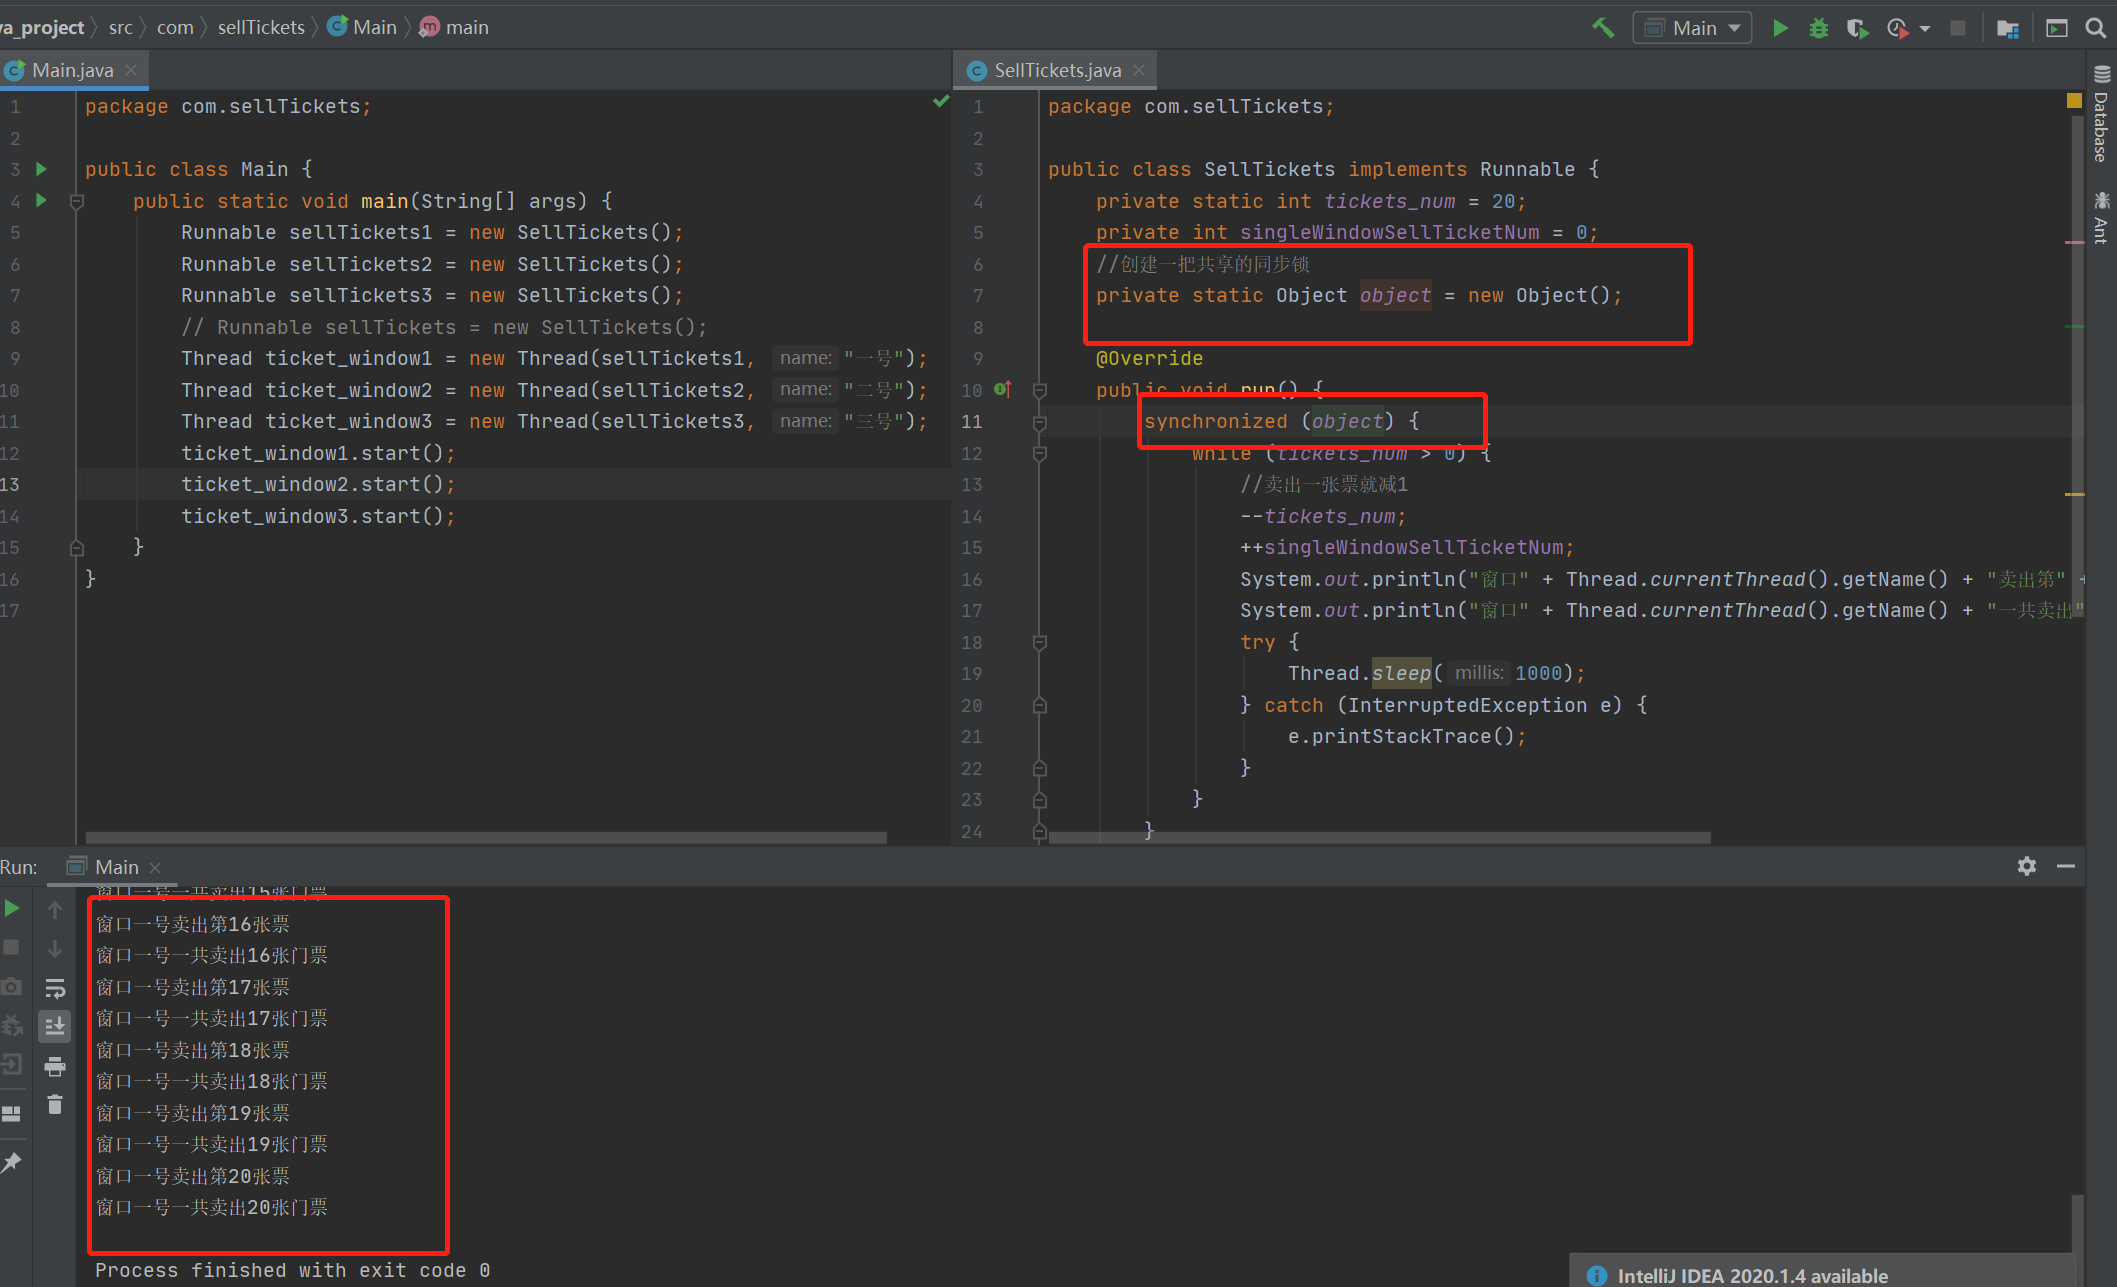 va_project src com sellTickets Main main
Main
Main.java
1 package com.sellTickets;
2
3 public class Main {
4 public static void main(String[] args) {
5 Runnable sellTickets1 = new SellTickets();
6 Runnable sellTickets2 = new SellTickets();
7 Runnable sellTickets3 = new SellTickets();
8 // Runnable sellTickets = new SellTickets();
9 Thread ticket_window1 = new Thread(sellTickets1, name: "一号");
10 Thread ticket_window2 = new Thread(sellTickets2, name: "二号");
11 Thread ticket_window3 = new Thread(sellTickets3, name: "三号");
12 ticket_window1.start();
13 ticket_window2.start();
14 ticket_window3.start();
15 }
16 }
17
SellTickets.java
1 package com.sellTickets;
2
3 public class SellTickets implements Runnable {
4 private static int tickets_num = 20;
5 private int singleWindowSellTicketNum = 0;
6 //创建一把共享的同步锁
7 private static Object object = new Object();
8
9 @Override
10 public void run() {
11 synchronized (object) {
12 while (tickets_num > 0) {
13 //卖出一张票就减1
14 --tickets_num;
15 ++singleWindowSellTicketNum;
16 System.out.println("窗口" + Thread.currentThread().getName() + "卖出第" +
17 System.out.println("窗口" + Thread.currentThread().getName() + "一共卖出"
18 try {
19 Thread.sleep( millis: 1000);
20 } catch (InterruptedException e) {
21 e.printStackTrace();
22 }
23 }
24 }
Database
Ant
Run: Main
窗口一号一共卖出15张门票
窗口一号卖出第16张票
窗口一号一共卖出16张门票
窗口一号卖出第17张票
窗口一号一共卖出17张门票
窗口一号卖出第18张票
窗口一号一共卖出18张门票
窗口一号卖出第19张票
窗口一号一共卖出19张门票
窗口一号卖出第20张票
窗口一号一共卖出20张门票
Process finished with exit code 0
IntelliJ IDEA 2020.1.4 available